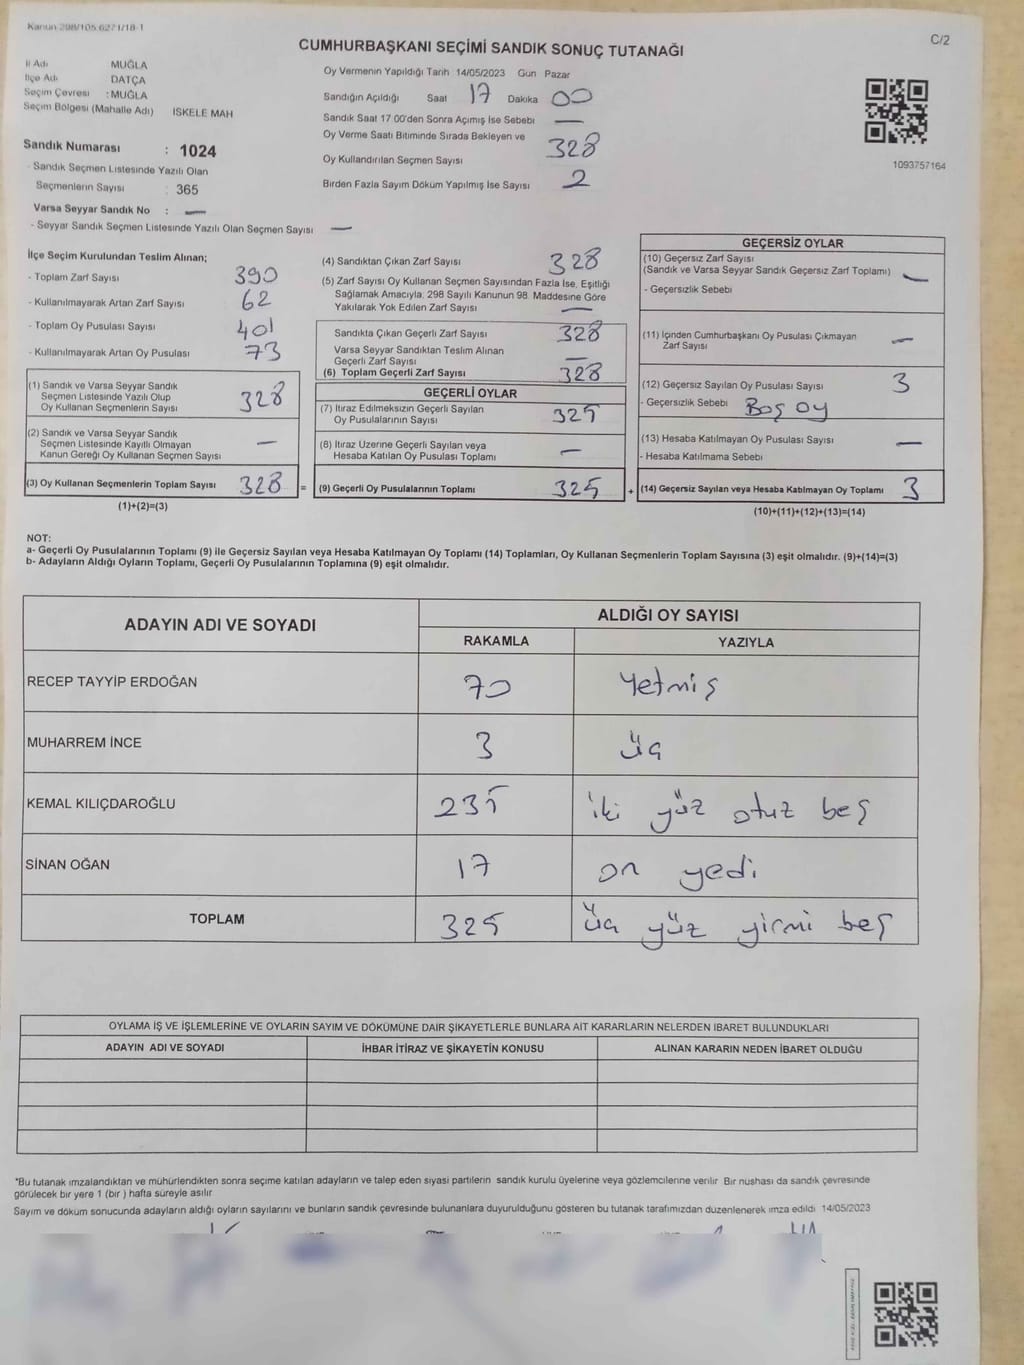 Kanun 298/105 6271/18-1
C/2
CUMHURBAŞKANI SEÇİMİ SANDIK SONUÇ TUTANAĞI
İl Adı MUĞLA
İlçe Adı DATÇA
Seçim Çevresi : MUĞLA
Seçim Bölgesi (Mahalle Adı) İSKELE MAH
Sandık Numarası : 1024
- Sandık Seçmen Listesinde Yazılı Olan
Seçmenlerin Sayısı : 365
Varsa Seyyar Sandık No : —
- Seyyar Sandık Seçmen Listesinde Yazılı Olan Seçmen Sayısı —
Oy Vermenin Yapıldığı Tarih 14/05/2023 Gün Pazar
Sandığın Açıldığı Saat 17 Dakika 00
Sandık Saat 17 00'den Sonra Açımış İse Sebebi —
Oy Verme Saati Bitiminde Sırada Bekleyen ve
Oy Kullandırılan Seçmen Sayısı 328
Birden Fazla Sayım Döküm Yapılmış İse Sayısı 2
1093757164
İlçe Seçim Kurulundan Teslim Alınan;
- Toplam Zarf Sayısı 390
- Kullanılmayarak Artan Zarf Sayısı 62
- Toplam Oy Pusulası Sayısı 401
- Kullanılmayarak Artan Oy Pusulası 73
(1) Sandık ve Varsa Seyyar Sandık
Seçmen Listesinde Yazılı Olup
Oy Kullanan Seçmenlerin Sayısı 328
(2) Sandık ve Varsa Seyyar Sandık
Seçmen Listesinde Kayıtlı Olmayan
Kanun Gereği Oy Kullanan Seçmen Sayısı —
(3) Oy Kullanan Seçmenlerin Toplam Sayısı 328 =
(1)+(2)=(3)
(4) Sandıktan Çıkan Zarf Sayısı 328
(5) Zarf Sayısı Oy Kullanan Seçmen Sayısından Fazla İse, Eşitliği
Sağlamak Amacıyla, 298 Sayılı Kanunun 98. Maddesine Göre
Yakılarak Yok Edilen Zarf Sayısı —
Sandıkta Çıkan Geçerli Zarf Sayısı 328
Varsa Seyyar Sandıktan Teslim Alınan
Geçerli Zarf Sayısı —
(6) Toplam Geçerli Zarf Sayısı 328
GEÇERLİ OYLAR
(7) İtiraz Edilmeksizin Geçerli Sayılan
Oy Pusulalarının Sayısı 325
(8) İtiraz Üzerine Geçerli Sayılan veya
Hesaba Katılan Oy Pusulası Toplamı —
(9) Geçerli Oy Pusulalarının Toplamı 325 +
GEÇERSİZ OYLAR
(10) Geçersiz Zarf Sayısı
(Sandık ve Varsa Seyyar Sandık Geçersiz Zarf Toplamı) —
- Geçersizlik Sebebi
(11) İçinden Cumhurbaşkanı Oy Pusulası Çıkmayan
Zarf Sayısı —
(12) Geçersiz Sayılan Oy Pusulası Sayısı 3
- Geçersizlik Sebebi Boş oy
(13) Hesaba Katılmayan Oy Pusulası Sayısı —
- Hesaba Katılmama Sebebi
(14) Geçersiz Sayılan veya Hesaba Katılmayan Oy Toplamı 3
(10)+(11)+(12)+(13)=(14)
NOT:
a- Geçerli Oy Pusulalarının Toplamı (9) ile Geçersiz Sayılan veya Hesaba Katılmayan Oy Toplamı (14) Toplamları, Oy Kullanan Seçmenlerin Toplam Sayısına (3) eşit olmalıdır. (9)+(14)=(3)
b- Adayların Aldığı Oyların Toplamı, Geçerli Oy Pusulalarının Toplamına (9) eşit olmalıdır.
ADAYIN ADI VE SOYADI ALDIĞI OY SAYISI
RAKAMLA YAZIYLA
RECEP TAYYİP ERDOĞAN 70 Yetmiş
MUHARREM İNCE 3 üç
KEMAL KILIÇDAROĞLU 235 iki yüz otuz beş
SİNAN OĞAN 17 on yedi
TOPLAM 325 üç yüz yirmi beş
OYLAMA İŞ VE İŞLEMLERİNE VE OYLARIN SAYIM VE DÖKÜMÜNE DAİR ŞİKAYETLERLE BUNLARA AİT KARARLARIN NELERDEN İBARET BULUNDUKLARI
ADAYIN ADI VE SOYADI İHBAR İTİRAZ VE ŞİKAYETİN KONUSU ALINAN KARARIN NEDEN İBARET OLDUĞU
*Bu tutanak imzalandıktan ve mühürlendikten sonra seçime katılan adayların ve talep eden siyasi partilerin sandık kurulu üyelerine veya gözlemcilerine verilir Bir nüshası da sandık çevresinde
görülecek bir yere 1 (bir ) hafta süreyle asılır
Sayım ve döküm sonucunda adayların aldığı oyların sayılarını ve bunların sandık çevresinde bulunanlara duyurulduğunu gösteren bu tutanak tarafımızdan düzenlenerek imza edildi 14/05/2023